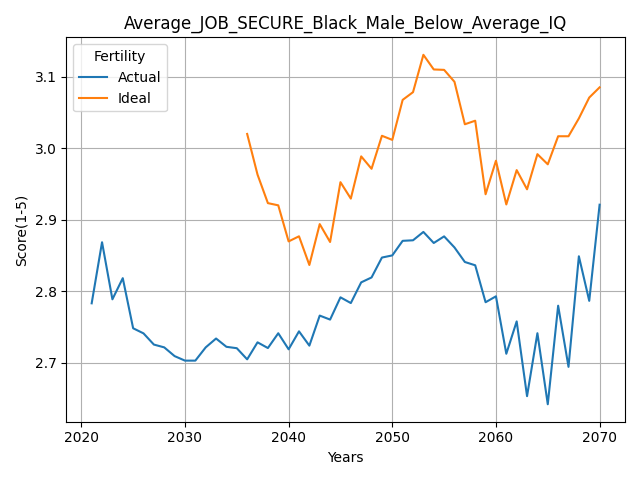 Average_JOB_SECURE_Black_Male_Below_Average_IQ
Fertility
Actual
Ideal
Score(1-5)
3.1
3.0
2.9
2.8
2.7
2020 2030 2040 2050 2060 2070
Years